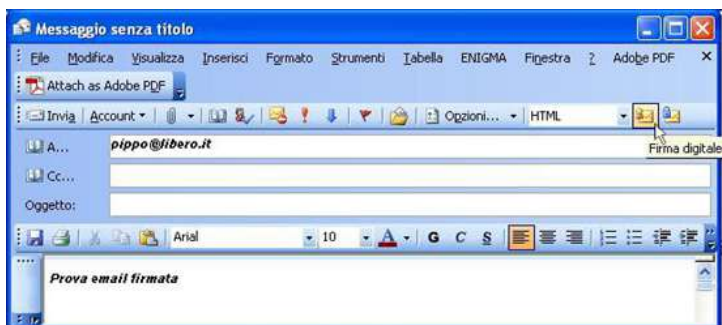 Messaggio senza titolo
File Modifica Visualizza Inserisci Formato Strumenti Tabella ENIGMA Finestra ? Adobe PDF X
Attach as Adobe PDF
Invia Account Opzioni... HTML
A... pippo@libero.it
Firma digitale
Cc...
Oggetto:
Arial 10 A G C S
Prova email firmata